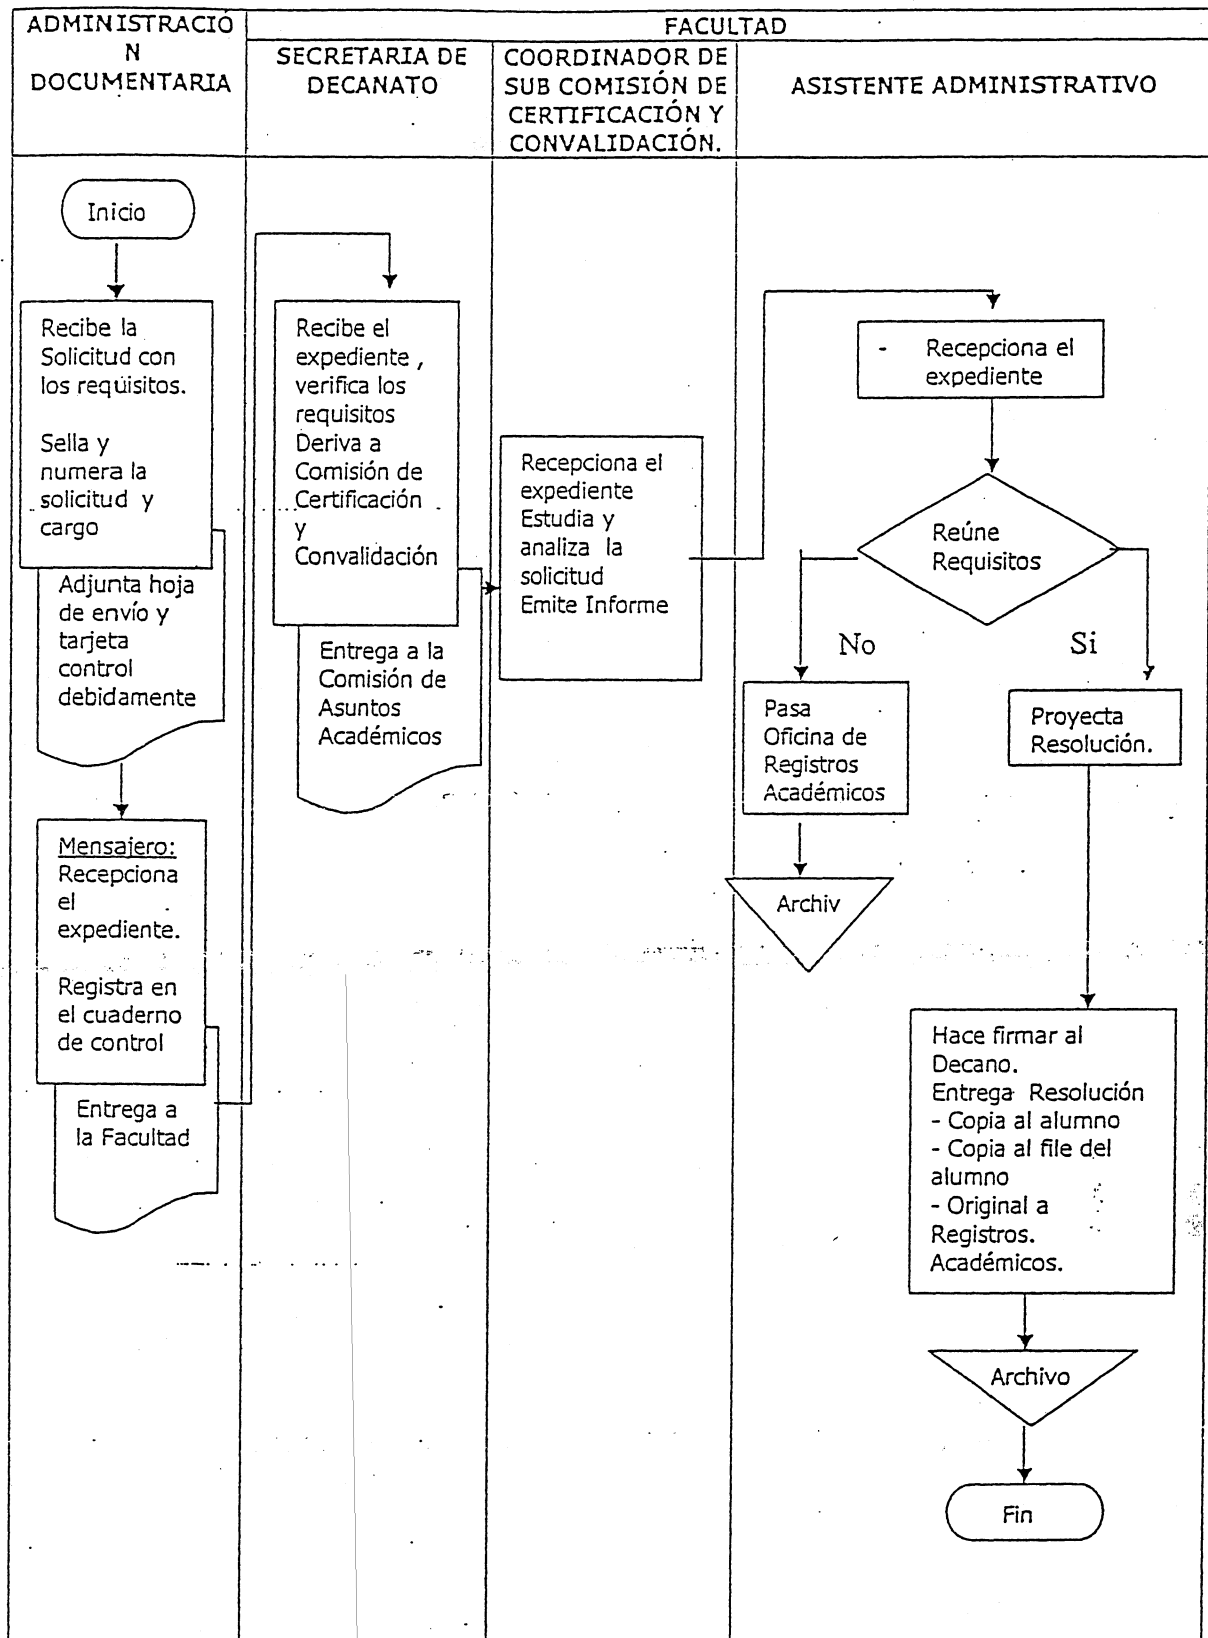 ADMINISTRACIÓ
N
DOCUMENTARIA
FACULTAD
SECRETARIA DE
DECANATO
COORDINADOR DE
SUB COMISIÓN DE
CERTIFICACIÓN Y
CONVALIDACIÓN.
ASISTENTE ADMINISTRATIVO
Inicio
Recibe la
Solicitud con
los requisitos.
Sella y
numera la
solicitud y
cargo
Adjunta hoja
de envío y
tarjeta
control
debidamente
Mensajero:
Recepciona
el
expediente.
Registra en
el cuaderno
de control
Entrega a
la Facultad
Recibe el
expediente ,
verifica los
requisitos
Deriva a
Comisión de
Certificación
y
Convalidación
Entrega a la
Comisión de
Asuntos
Académicos
Recepciona el
expediente
Estudia y
analiza la
solicitud
Emite Informe
- Recepciona el
expediente
Reúne
Requisitos
No
Si
Pasa
Oficina de
Registros
Académicos
Archiv
Proyecta
Resolución.
Hace firmar al
Decano.
Entrega Resolución
- Copia al alumno
- Copia al file del
alumno
- Original a
Registros.
Académicos.
Archivo
Fin